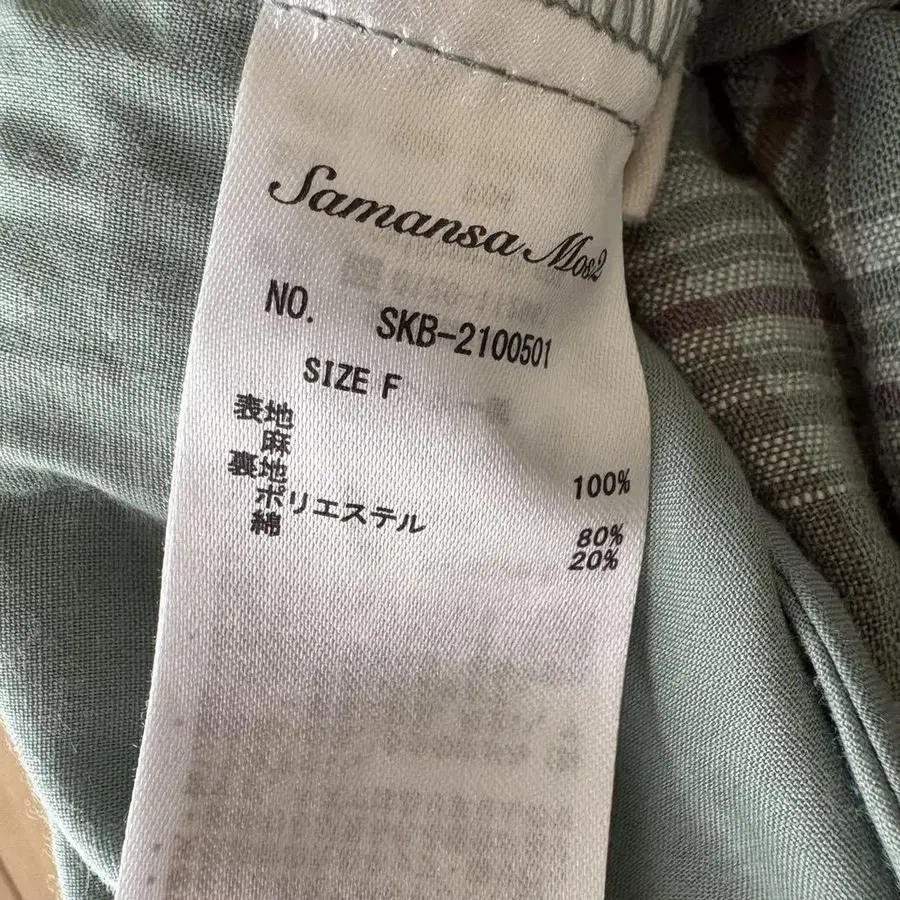 Samansa Mos2
NO. SKB-2100501
SIZE F
表地
麻 100%
裏地
ポリエステル 80%
綿 20%